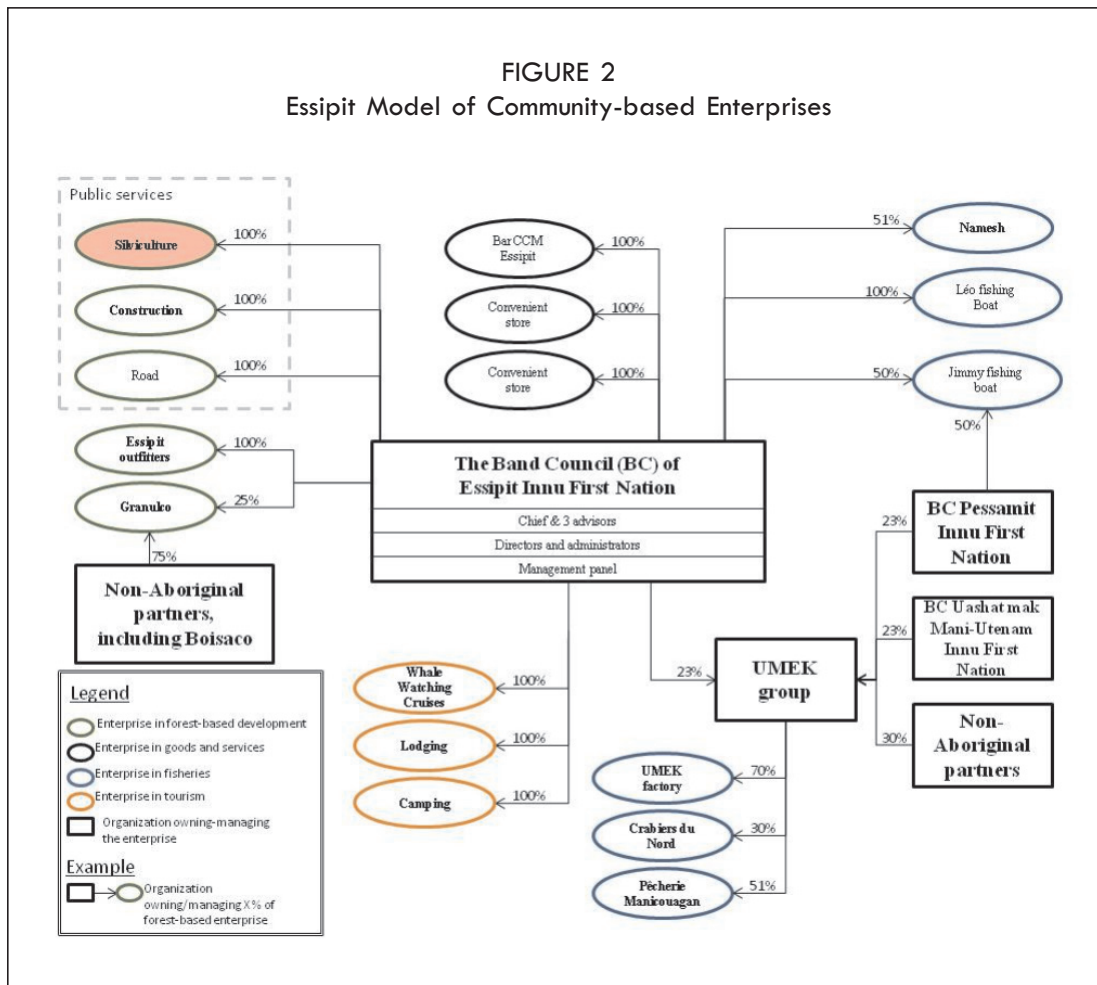 FIGURE 2
Essipit Model of Community-based Enterprises
Public services
Silviculture
100%
Construction
100%
Road
100%
Essipit
outfitters
100%
Granulco
25%
75%
Non-Aboriginal
partners,
including Boisaco
BarCCM
Essipit
100%
Convenient
store
100%
Convenient
store
100%
51%
Namesh
100%
Léo fishing
Boat
50%
Jimmy fishing
boat
50%
The Band Council (BC) of
Essipit Innu First Nation
Chief & 3 advisors
Directors and administrators
Management panel
23%
BC Pessamit
Innu First
Nation
23%
BC Uashat mak
Mani-Utenam
Innu First
Nation
30%
Non-
Aboriginal
partners
23%
UMEK
group
Whale
Watching
Cruises
100%
Lodging
100%
Camping
100%
UMEK
factory
70%
Crabiers du
Nord
30%
Pêcherie
Manicouagan
51%
Legend
Enterprise in forest-based development
Enterprise in goods and services
Enterprise in fisheries
Enterprise in tourism
Organization owning-managing
the enterprise
Example
Organization
owning/managing X% of
forest-based enterprise